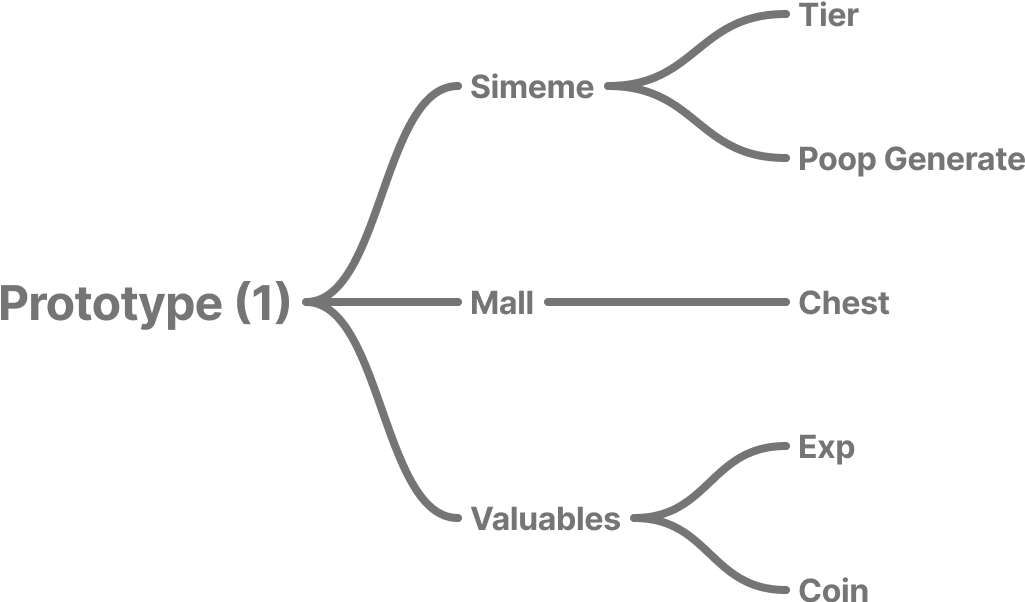 Tier
Simeme
Poop Generate
Prototype (1)
Mall
Chest
Exp
Valuables
Coin